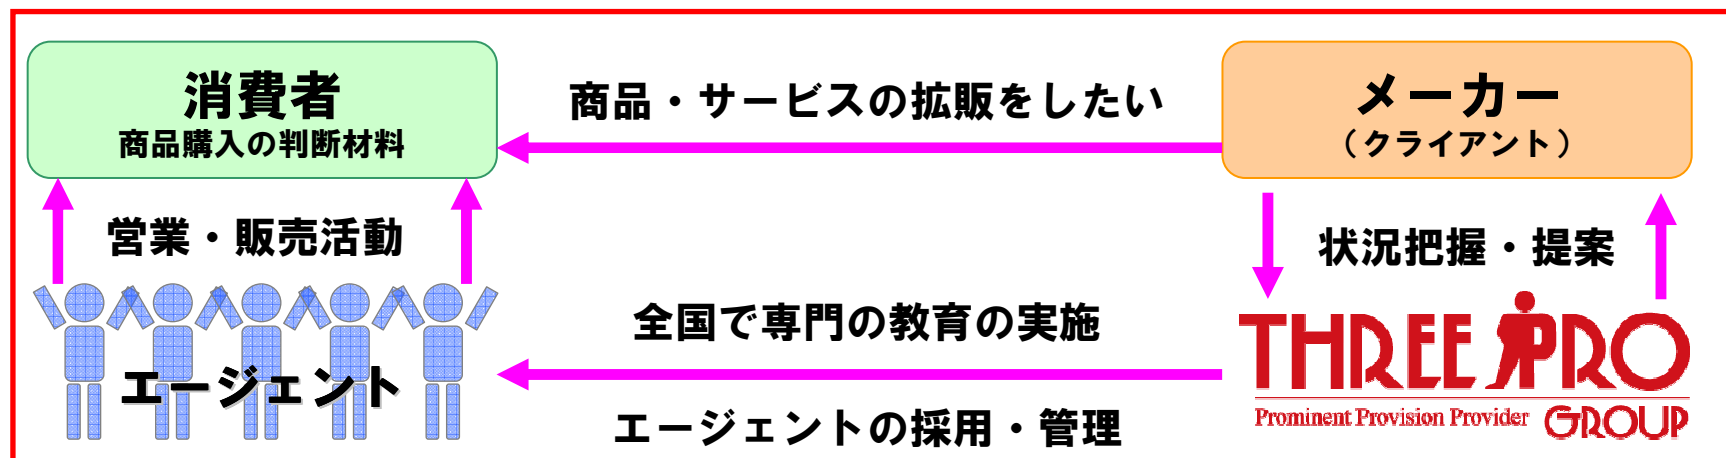 消費者
商品購入の判断材料
商品・サービスの拡販をしたい
メーカー
（クライアント）
営業・販売活動
状況把握・提案
全国で専門の教育の実施
エージェント
エージェントの採用・管理
THREE PRO
Prominent Provision Provider GROUP